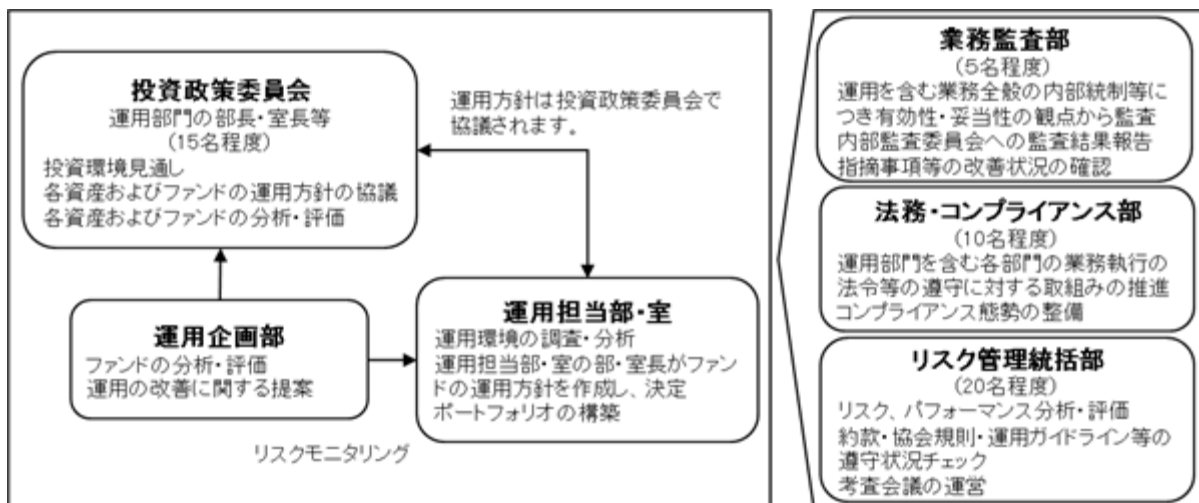 投資政策委員会
運用部門の部長・室長等
(15名程度)
投資環境見通し
各資産およびファンドの運用方針の協議
各資産およびファンドの分析・評価
運用方針は投資政策委員会で
協議されます。
運用企画部
ファンドの分析・評価
運用の改善に関する提案
運用担当部・室
運用環境の調査・分析
運用担当部・室の部・室長がファン
ドの運用方針を作成し、決定
ポートフォリオの構築
リスクモニタリング
業務監査部
(5名程度)
運用を含む業務全般の内部統制等に
つき有効性・妥当性の観点から監査
内部監査委員会への監査結果報告
指摘事項等の改善状況の確認
法務・コンプライアンス部
(10名程度)
運用部門を含む各部門の業務執行の
法令等の遵守に対する取組みの推進
コンプライアンス態勢の整備
リスク管理統括部
(20名程度)
リスク、パフォーマンス分析・評価
約款・協会規則・運用ガイドライン等の
遵守状況チェック
考査会議の運営